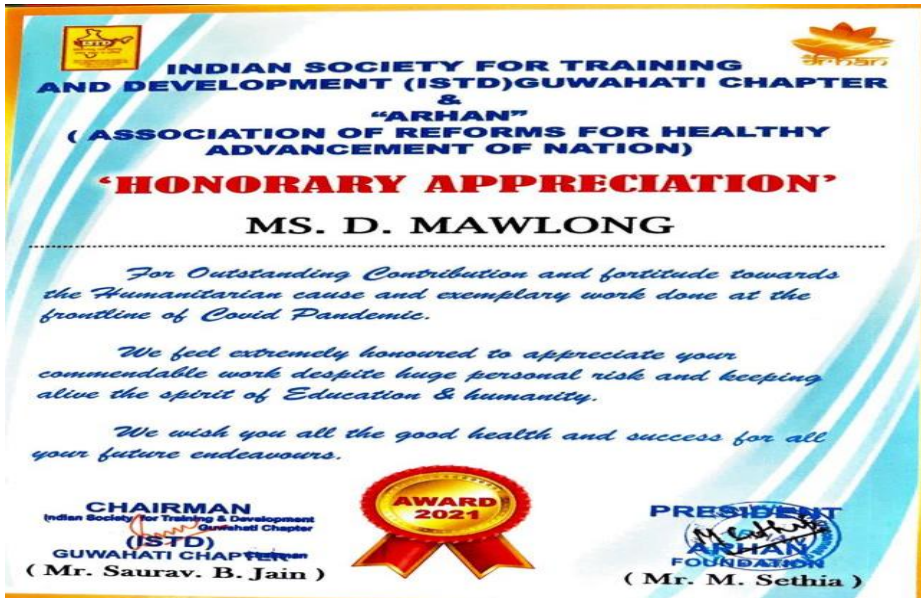 ISTD
arhan
INDIAN SOCIETY FOR TRAINING
AND DEVELOPMENT (ISTD)GUWAHATI CHAPTER
&
“ARHAN”
( ASSOCIATION OF REFORMS FOR HEALTHY
ADVANCEMENT OF NATION)
‘HONORARY APPRECIATION’
MS. D. MAWLONG
For Outstanding Contribution and fortitude towards
the Humanitarian cause and exemplary work done at the
frontline of Covid Pandemic.
We feel extremely honoured to appreciate your
commendable work despite huge personal risk and keeping
alive the spirit of Education & humanity.
We wish you all the good health and success for all
your future endeavours.
AWARD
2021
CHAIRMAN
Indian Society for Training & Development
Guwahati Chapter
(ISTD)
GUWAHATI CHAPTER
( Mr. Saurav. B. Jain )
PRESIDENT
ARHAN
FOUNDATION
( Mr. M. Sethia )